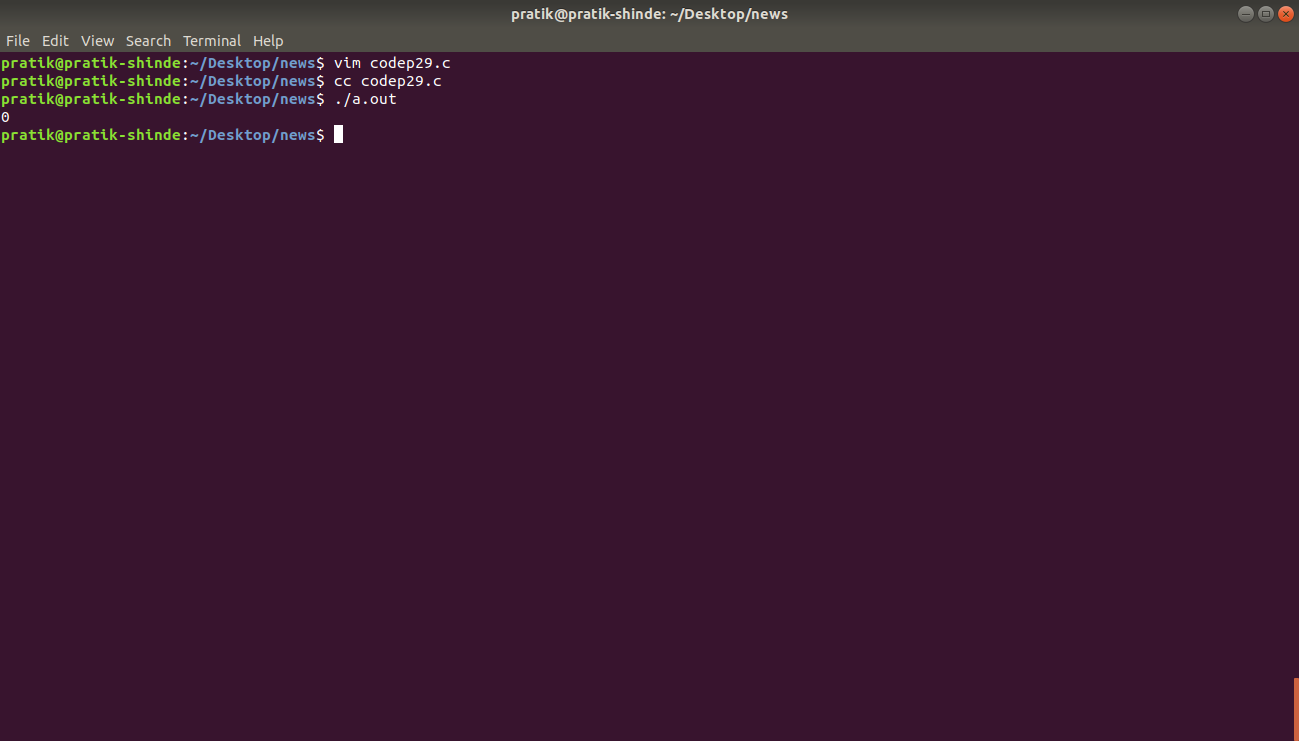 pratik@pratik-shinde: ~/Desktop/news
File Edit View Search Terminal Help
pratik@pratik-shinde:~/Desktop/news$ vim codep29.c
pratik@pratik-shinde:~/Desktop/news$ cc codep29.c
pratik@pratik-shinde:~/Desktop/news$ ./a.out
0
pratik@pratik-shinde:~/Desktop/news$